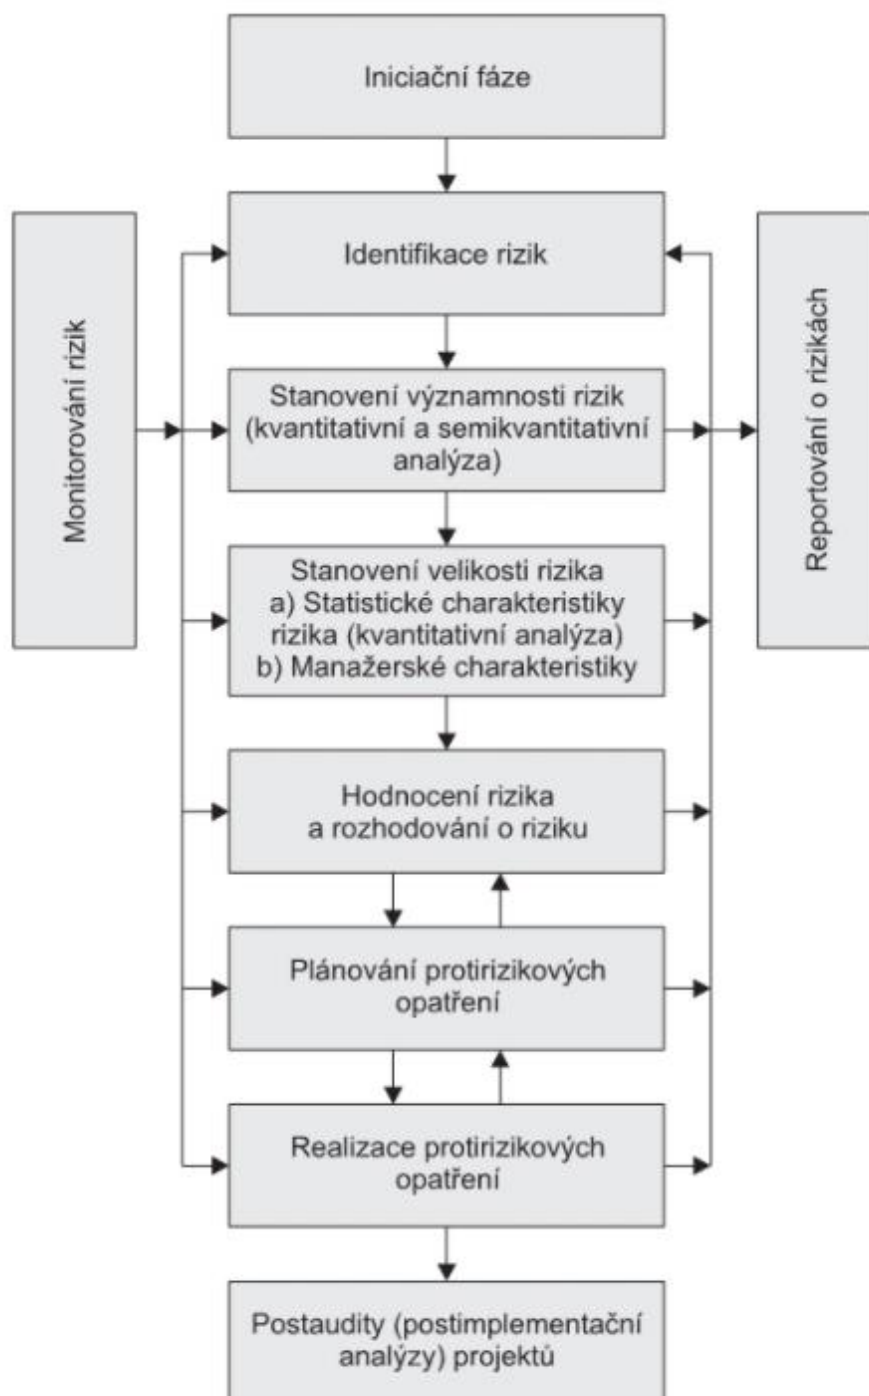 Iniciační fáze
Identifikace rizik
Monitorování rizik
Reportování o rizikách
Stanovení významnosti rizik
(kvantitativní a semikvantitativní
analýza)
Stanovení velikosti rizika
a) Statistické charakteristiky
rizika (kvantitativní analýza)
b) Manažerské charakteristiky
Hodnocení rizika
a rozhodování o riziku
Plánování protirizikových
opatření
Realizace protirizikových
opatření
Postaudity (postimplementační
analýzy) projektů